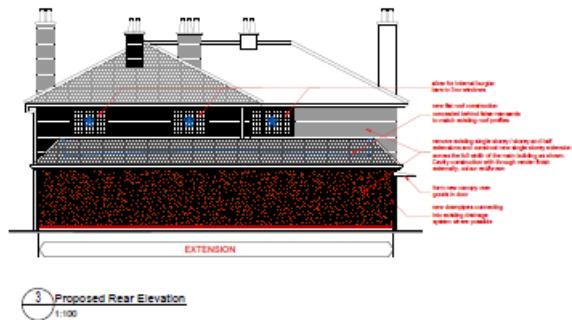 allow for internal burglar
bars to 3no windows
new flat roof construction
concealed behind false mansards
to match existing roof profiles
remove existing single storey / storey and half
extensions and construct new single storey extension
across the full width of the main building as shown.
Cavity construction with through render finish
externally, colour
form new canopy over
goods in door
new downpipes connecting
into existing drainage
system where possible
EXTENSION
3 Proposed Rear Elevation
1:100